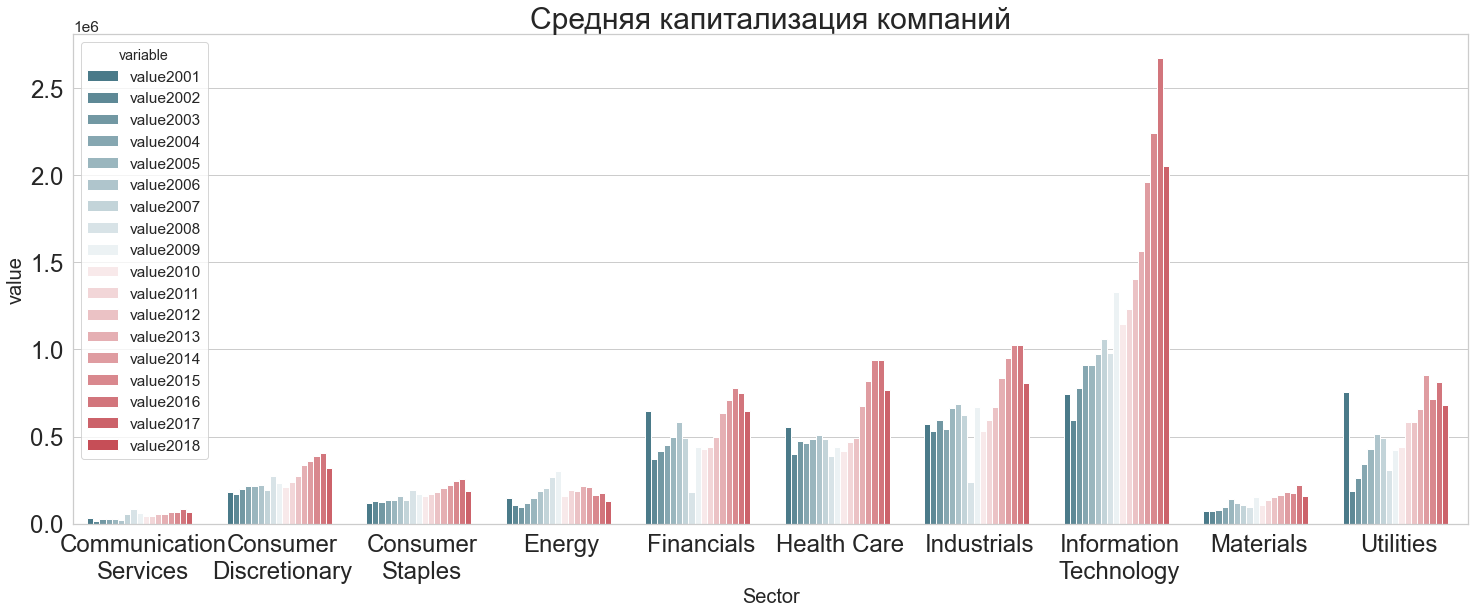 Средняя капитализация компаний
1e6
variable
value2001
value2002
value2003
value2004
value2005
value2006
value2007
value2008
value2009
value2010
value2011
value2012
value2013
value2014
value2015
value2016
value2017
value2018
2.5
2.0
1.5
1.0
0.5
0.0
value
Communication Consumer Consumer Energy Financials Health Care Industrials Information Materials Utilities
Services Discretionary Staples Technology
Sector